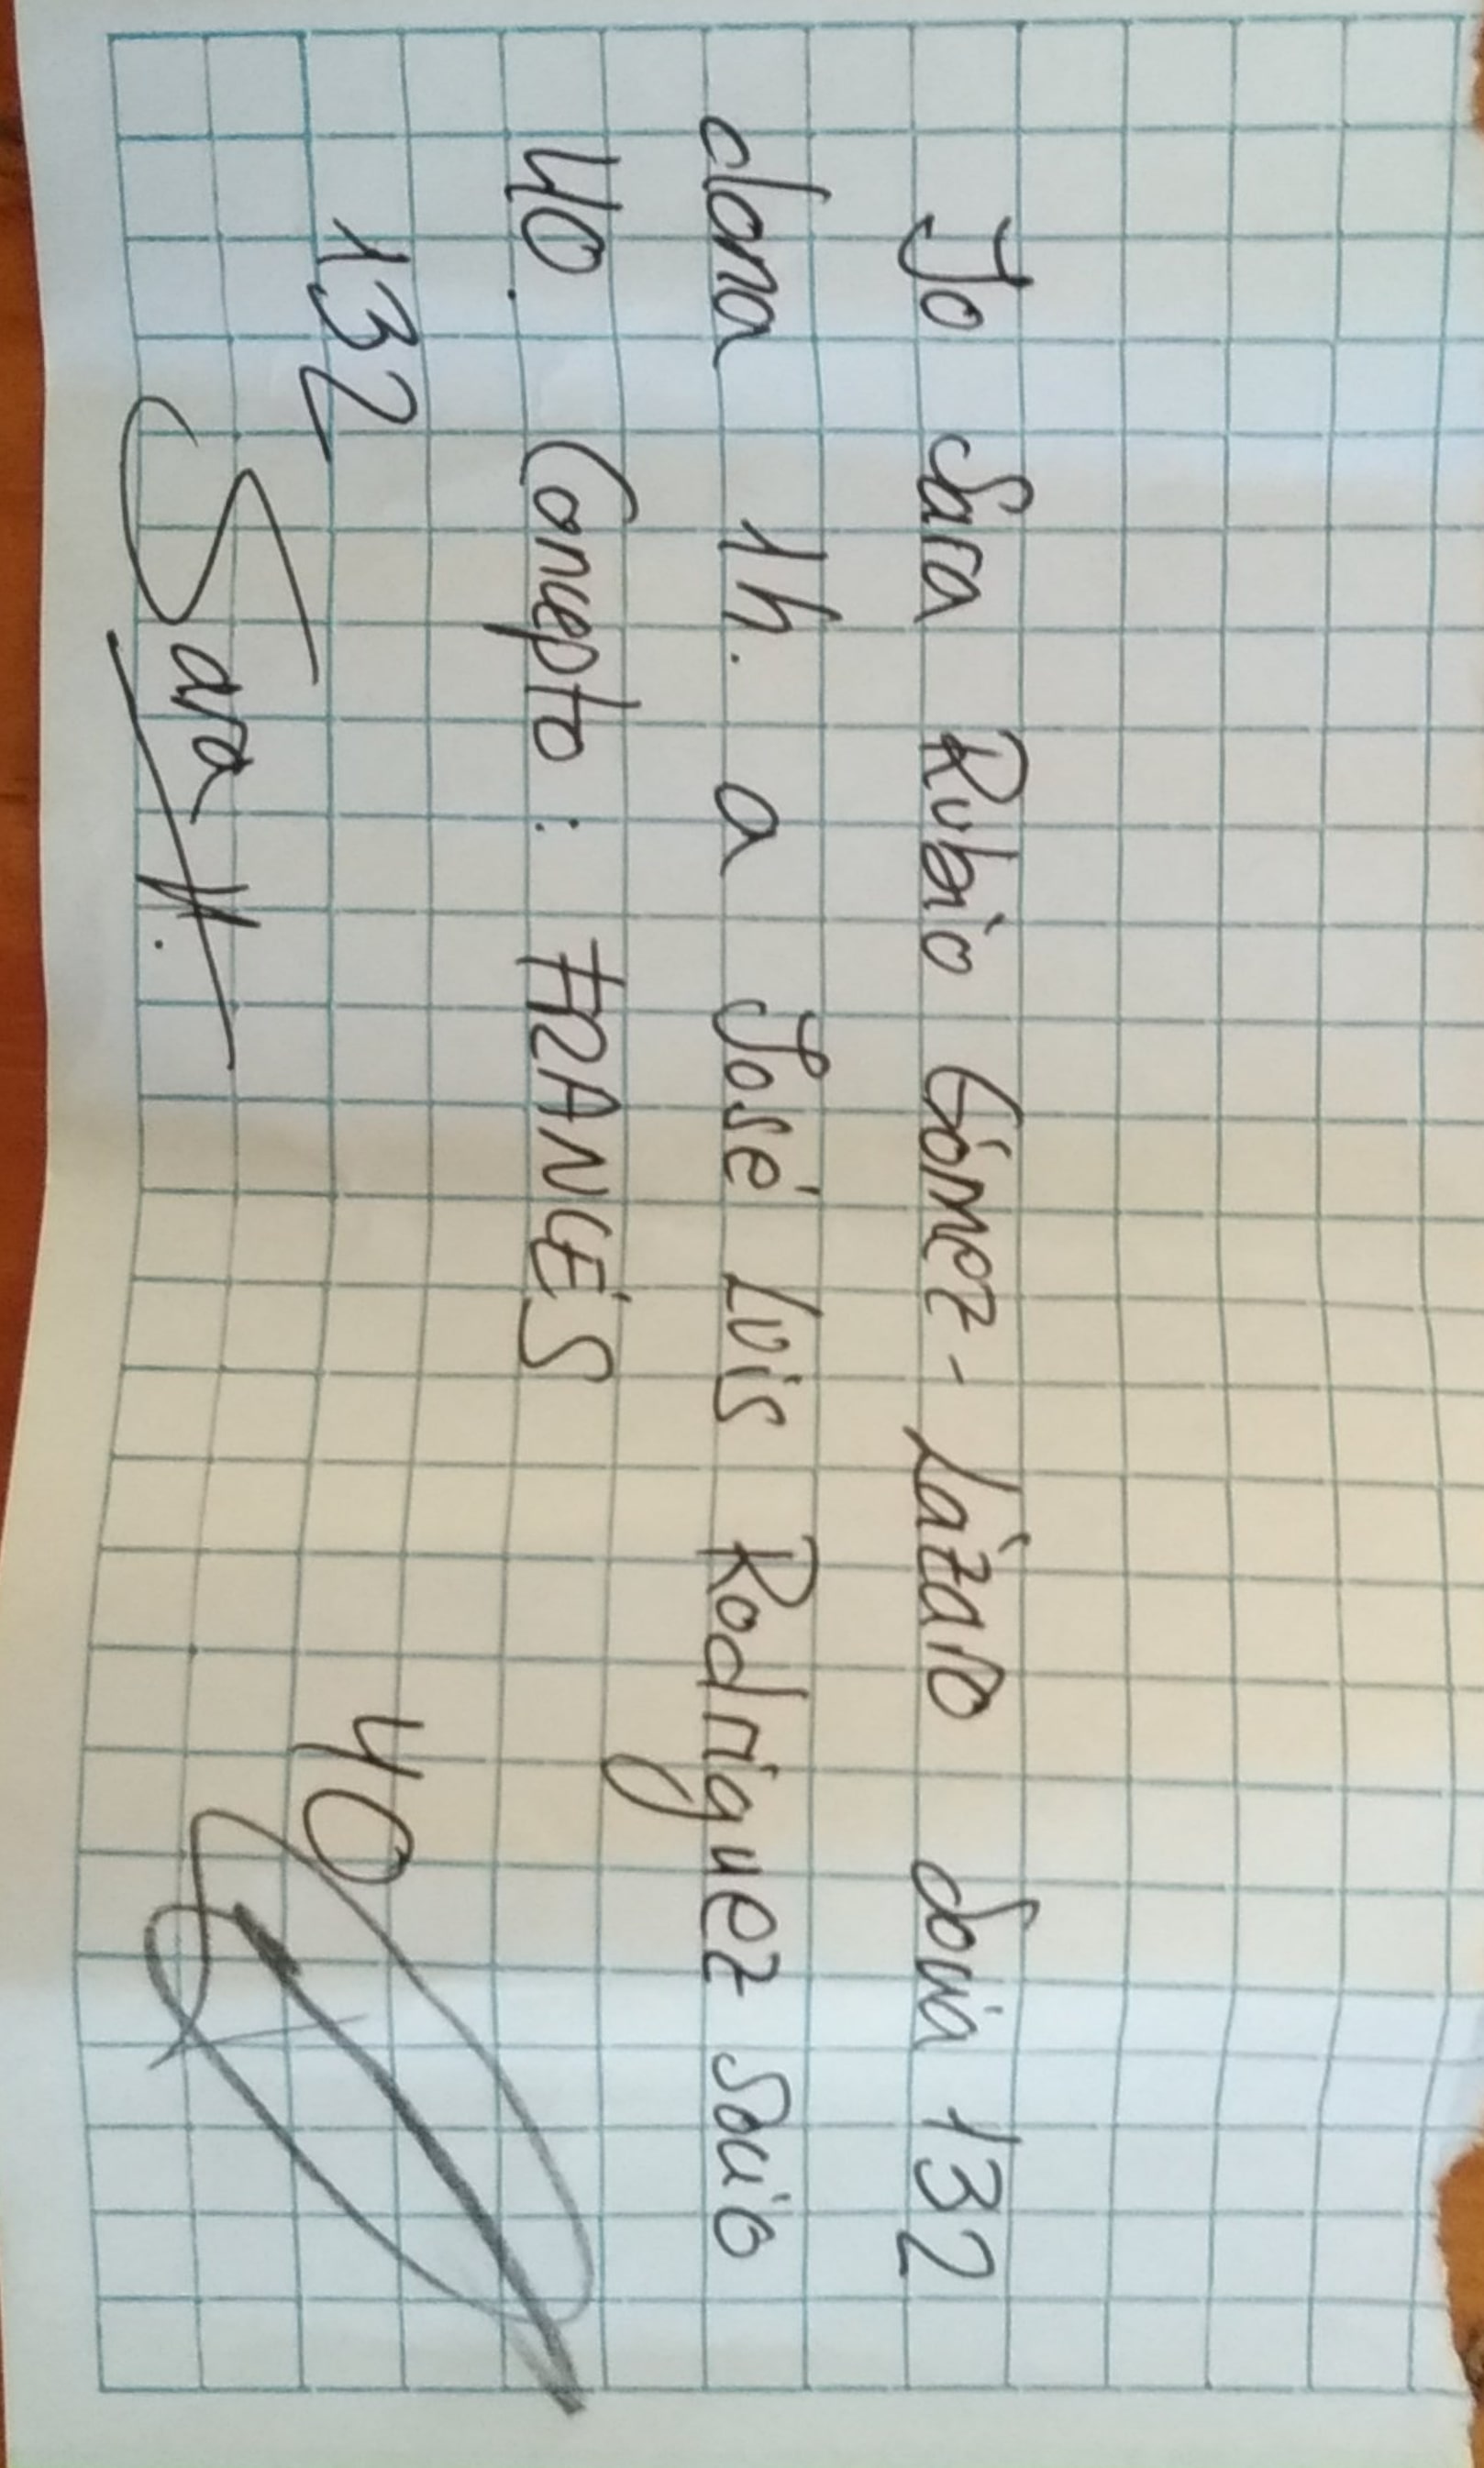 Yo Sara Rubio Gómez-Lázaro Socia 132
dona 1h. a José Luis Rodriguez Socio
40. Concepto: FRANCÉS
132
40
Sara